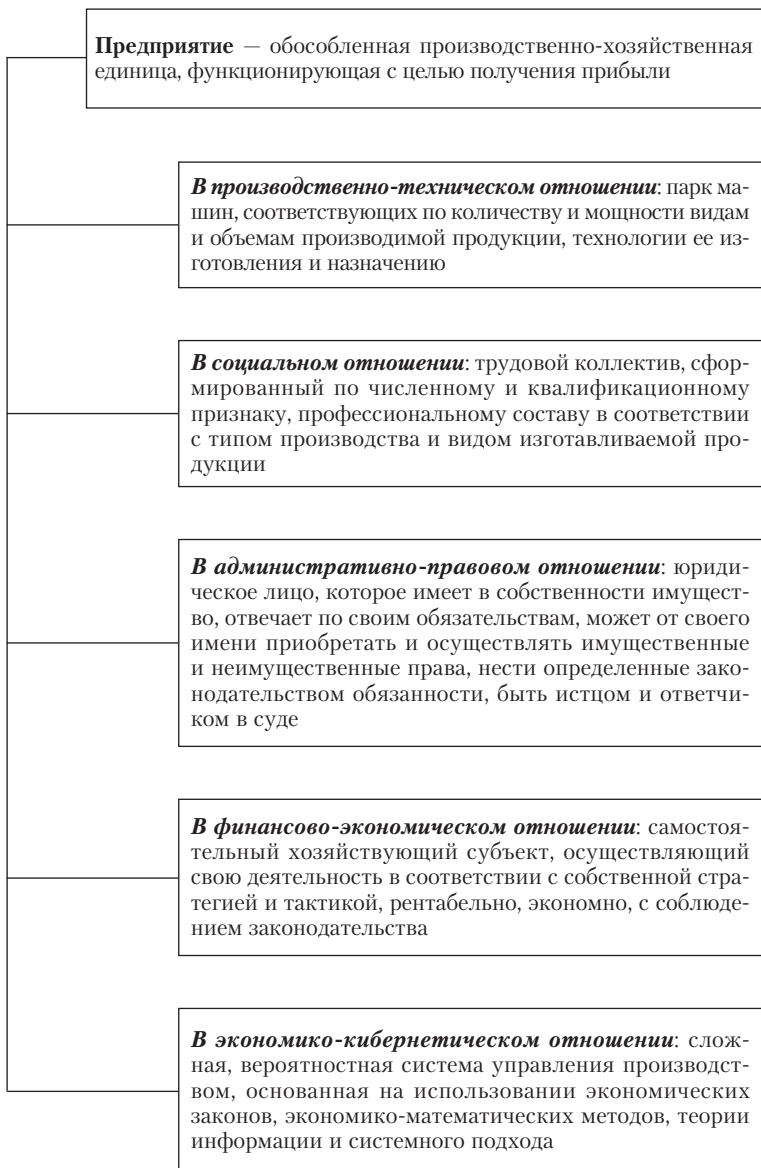 Предприятие — обособленная производственно-хозяйственная
единица, функционирующая с целью получения прибыли
В производственно-техническом отношении: парк ма-
шин, соответствующих по количеству и мощности видам
и объемам производимой продукции, технологии ее из-
готовления и назначению
В социальном отношении: трудовой коллектив, сфор-
мированный по численному и квалификационному
признаку, профессиональному составу в соответствии
с типом производства и видом изготавливаемой про-
дукции
В административно-правовом отношении: юриди-
ческое лицо, которое имеет в собственности имущест-
во, отвечает по своим обязательствам, может от своего
имени приобретать и осуществлять имущественные
и неимущественные права, нести определенные зако-
нодательством обязанности, быть истцом и ответчи-
ком в суде
В финансово-экономическом отношении: самостоя-
тельный хозяйствующий субъект, осуществляющий
свою деятельность в соответствии с собственной стра-
тегией и тактикой, рентабельно, экономно, с соблюде-
нием законодательства
В экономико-кибернетическом отношении: слож-
ная, вероятностная система управления производст-
вом, основанная на использовании экономических
законов, экономико-математических методов, теории
информации и системного подхода